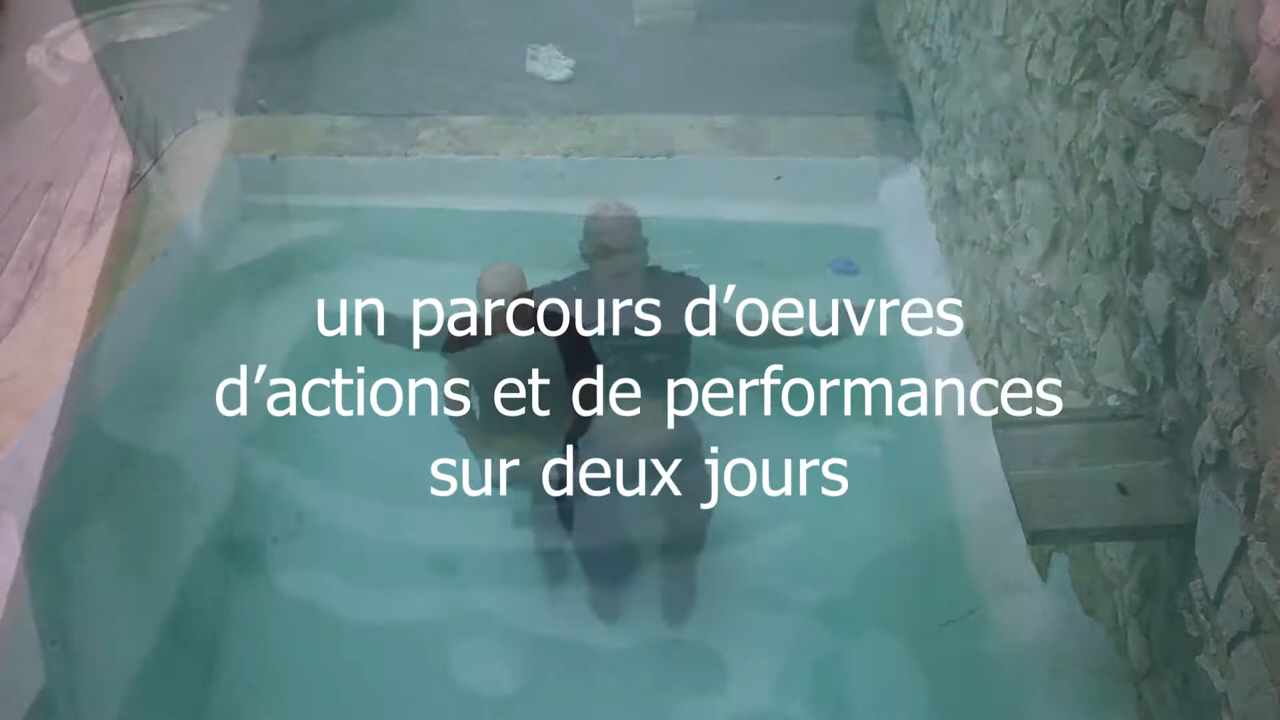 un parcours d’oeuvres
d’actions et de performances
sur deux jours